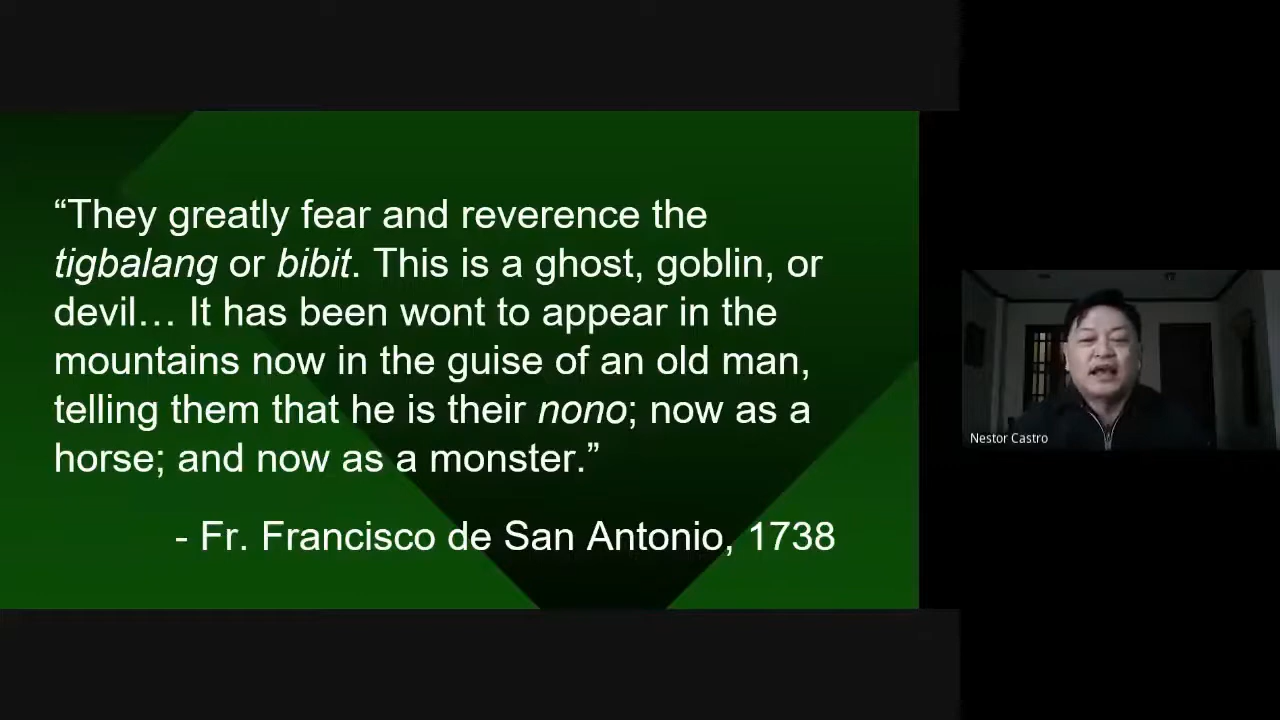 “They greatly fear and reverence the
tigbalang or bibit. This is a ghost, goblin, or
devil… It has been wont to appear in the
mountains now in the guise of an old man,
telling them that he is their nono; now as a
horse; and now as a monster.”
- Fr. Francisco de San Antonio, 1738
Nestor Castro